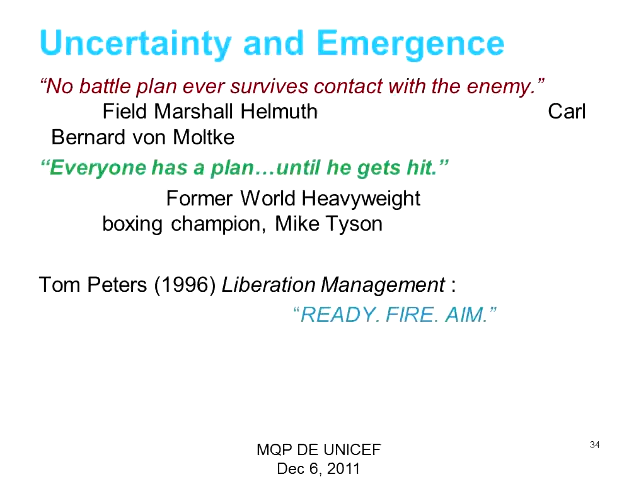 Uncertainty and Emergence
“No battle plan ever survives contact with the enemy.”
Field Marshall Helmuth Carl
Bernard von Moltke
“Everyone has a plan…until he gets hit.”
Former World Heavyweight
boxing champion, Mike Tyson
Tom Peters (1996) Liberation Management :
“READY. FIRE. AIM.”
MQP DE UNICEF
Dec 6, 2011
34